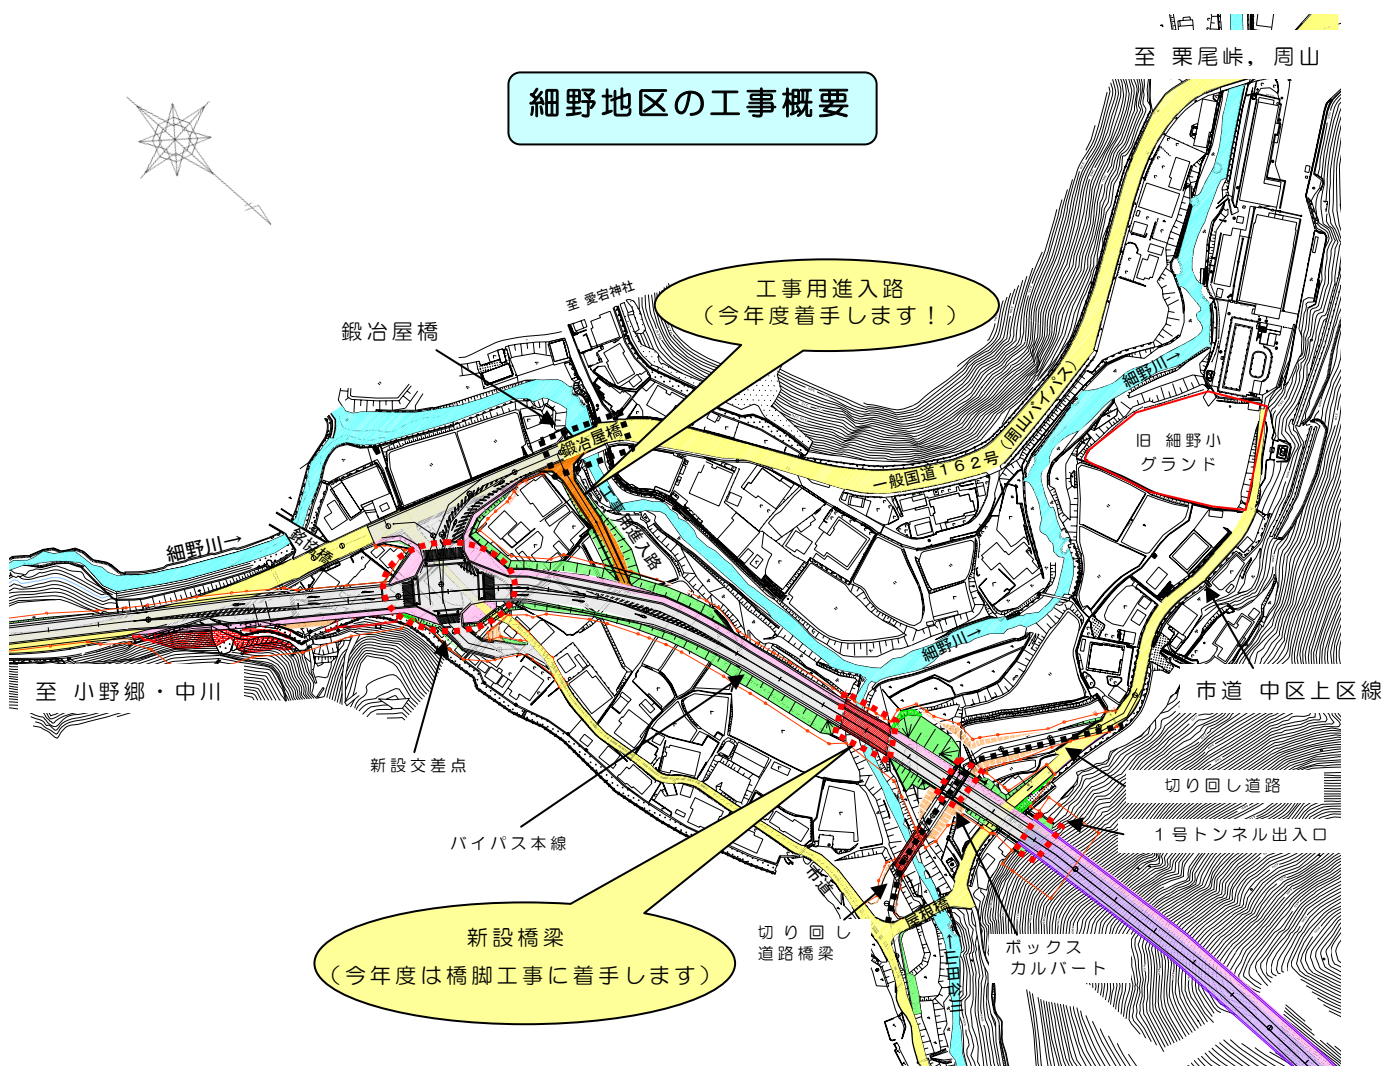 至 栗尾峠，周山
細野地区の工事概要
工事用進入路
（今年度着手します！）
至 愛宕神社
鍛冶屋橋
鍛冶屋橋
一般国道１６２号（周山バイパス）
細野川→
旧 細野小
グランド
細野川→
用進入路
細野川→
至 小野郷・中川
市道 中区上区線
新設交差点
切り回し道路
バイパス本線
１号トンネル出入口
市道
新設橋梁
（今年度は橋脚工事に着手します）
切り回し
道路橋梁
ボックス
カルバート
←山田谷川